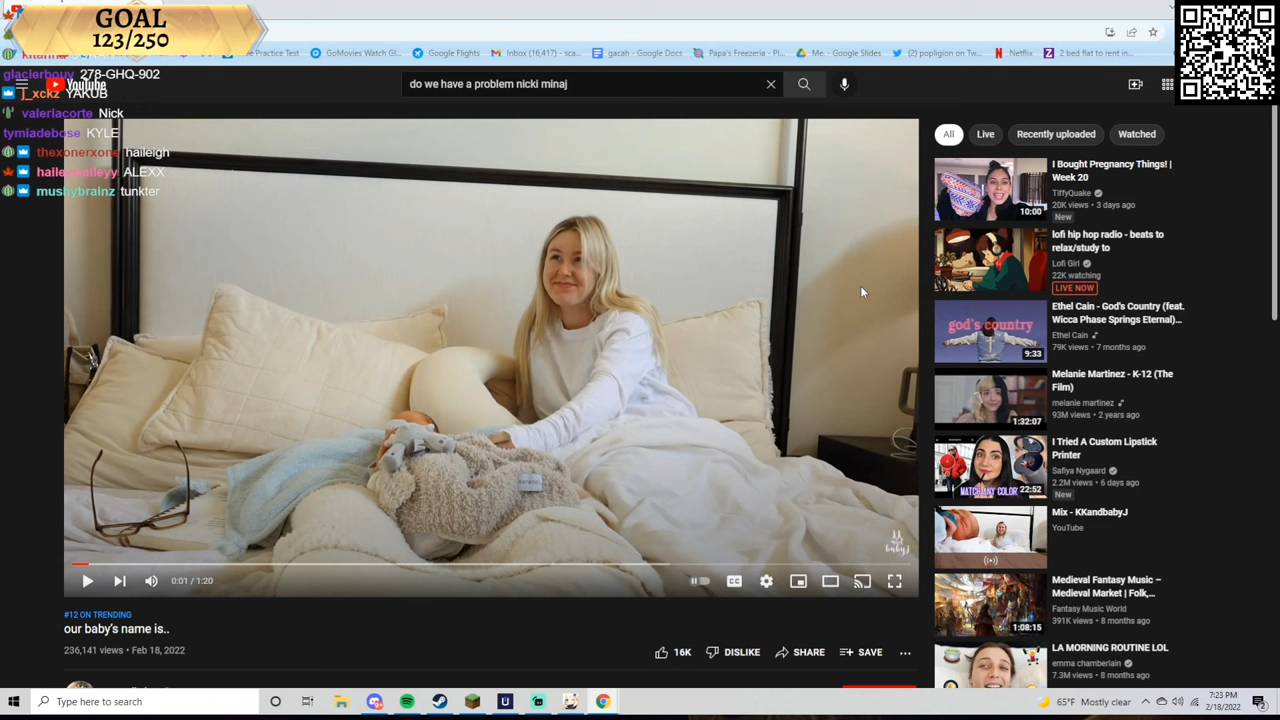 GOAL
123/250
Practice Test
GoMovies Watch Gl...
Google Flights
Inbox (16,417) - sca...
gacah - Google Docs
Papa's Freezeria - Pl...
Me. - Google Slides
(2) popligion on Tw...
Netflix
2 bed flat to rent in...
glacierbouy 278-GHQ-902
YouTube
j_xckz YAKUB
valeriacorte Nick
tymiadebose KYLE
thexonerxone haileigh
ALEXX
mushybrainz tunkter
do we have a problem nicki minaj
All
Live
Recently uploaded
Watched
I Bought Pregnancy Things! |
Week 20
TiffyQuake
20K views • 3 days ago
New
10:00
lofi hip hop radio - beats to
relax/study to
Lofi Girl
22K watching
LIVE NOW
god's country
9:33
Ethel Cain - God's Country (feat.
Wicca Phase Springs Eternal)...
Ethel Cain
79K views • 7 months ago
1:32:07
Melanie Martinez - K-12 (The
Film)
melanie martinez
93M views • 2 years ago
MATCH ANY COLOR
22:52
I Tried A Custom Lipstick
Printer
Safiya Nygaard
2.2M views • 6 days ago
New
Mix - KKandbabyJ
YouTube
1:08:15
Medieval Fantasy Music –
Medieval Market | Folk,...
Fantasy Music World
391K views • 8 months ago
LA MORNING ROUTINE LOL
emma chamberlain
7.3M views • 8 months ago
0:01 / 1:20
#12 ON TRENDING
our baby's name is..
236,141 views • Feb 18, 2022
16K
DISLIKE
SHARE
SAVE
Type here to search
65°F Mostly clear
7:23 PM
2/18/2022